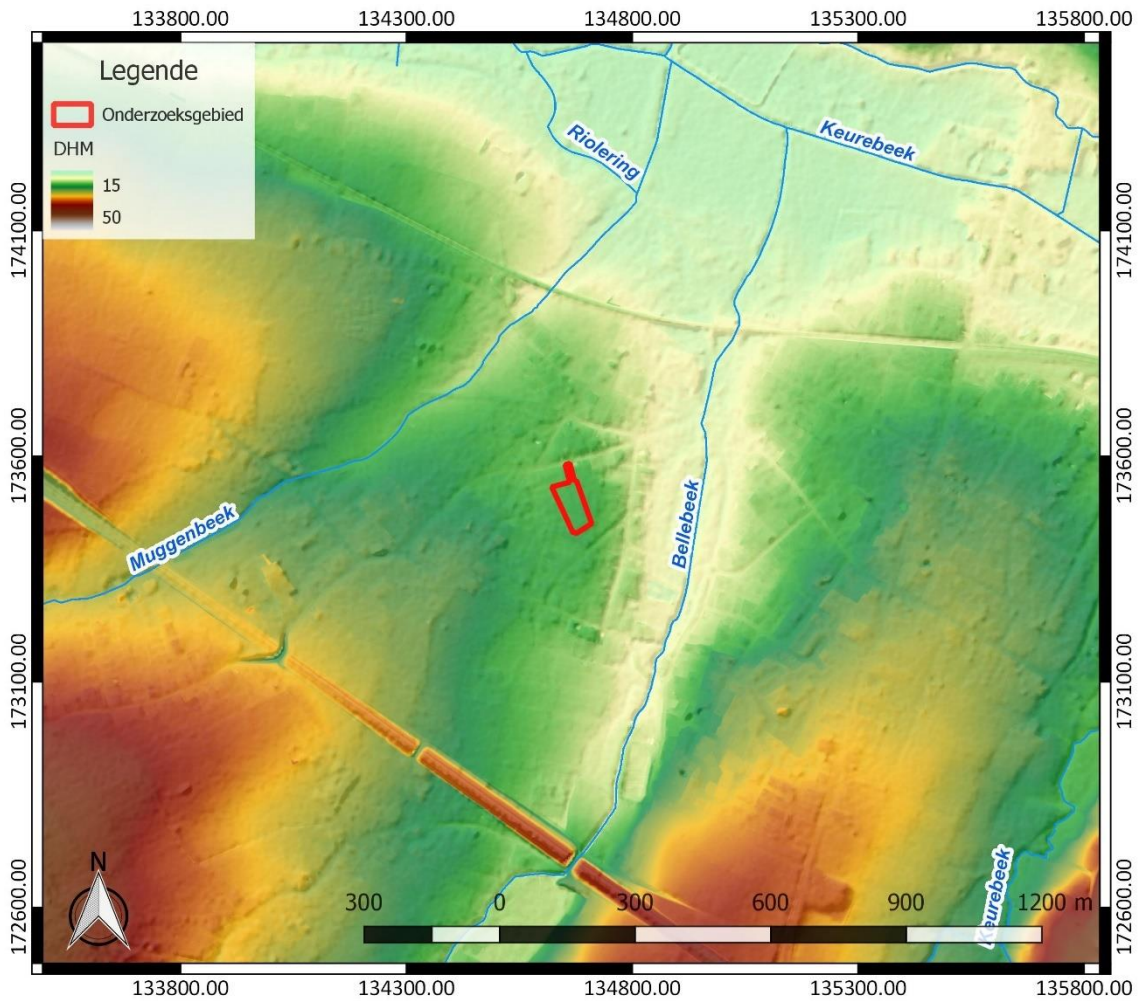 133800.00 134300.00 134800.00 135300.00 135800.00
Legende
Onderzoeksgebied
DHM
15
50
Riolering
Keurebeek
174100.00 174100.00
173600.00 173600.00
Muggenbeek
Bellebeek
173100.00 173100.00
Keurebeek
N
172600.00 172600.00
300 0 300 600 900 1200 m
133800.00 134300.00 134800.00 135300.00 135800.00